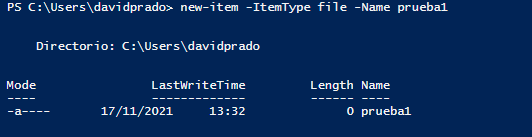 PS C:\Users\davidprado> new-item -ItemType file -Name prueba1
Directorio: C:\Users\davidprado
Mode LastWriteTime Length Name
---- ------------- ------ ----
-a---- 17/11/2021 13:32 0 prueba1